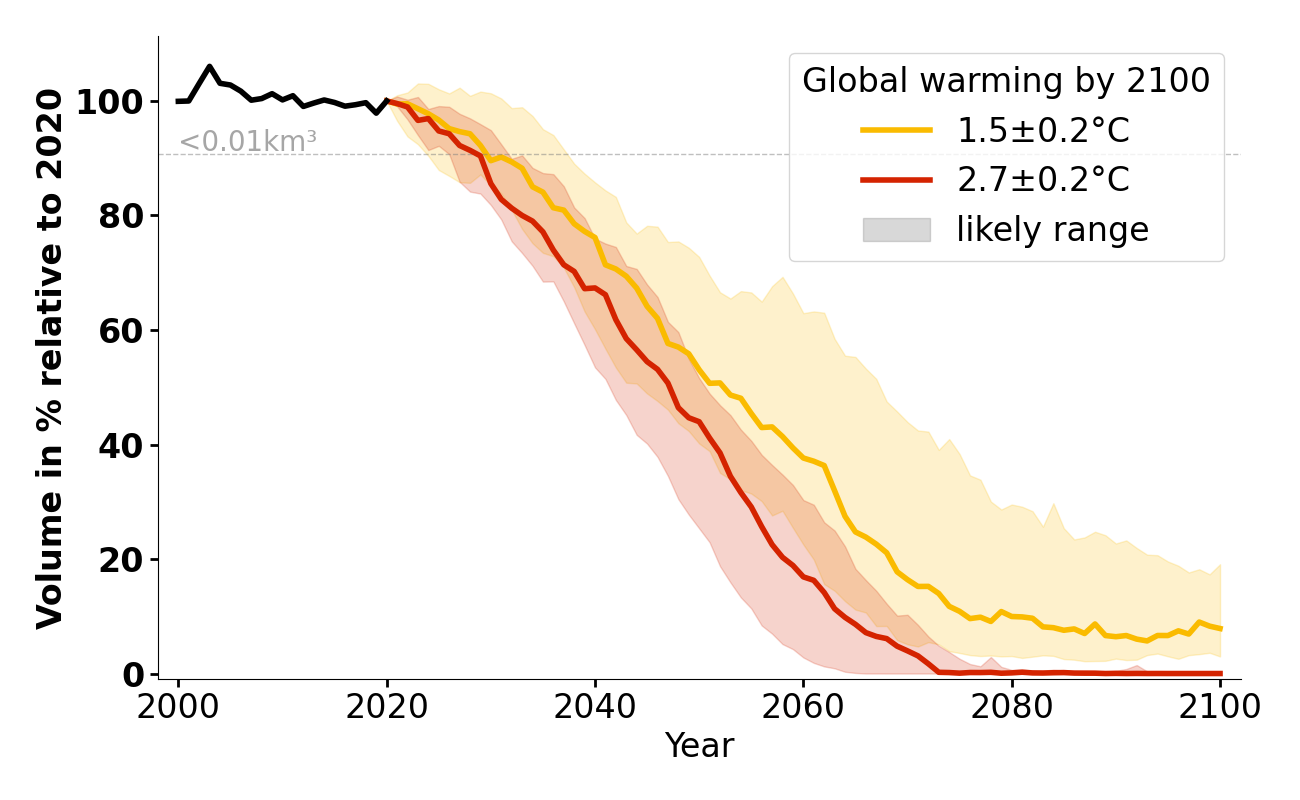 Volume in % relative to 2020
100
80
60
40
20
0
<0.01km³
Global warming by 2100
1.5±0.2°C
2.7±0.2°C
likely range
2000 2020 2040 2060 2080 2100
Year